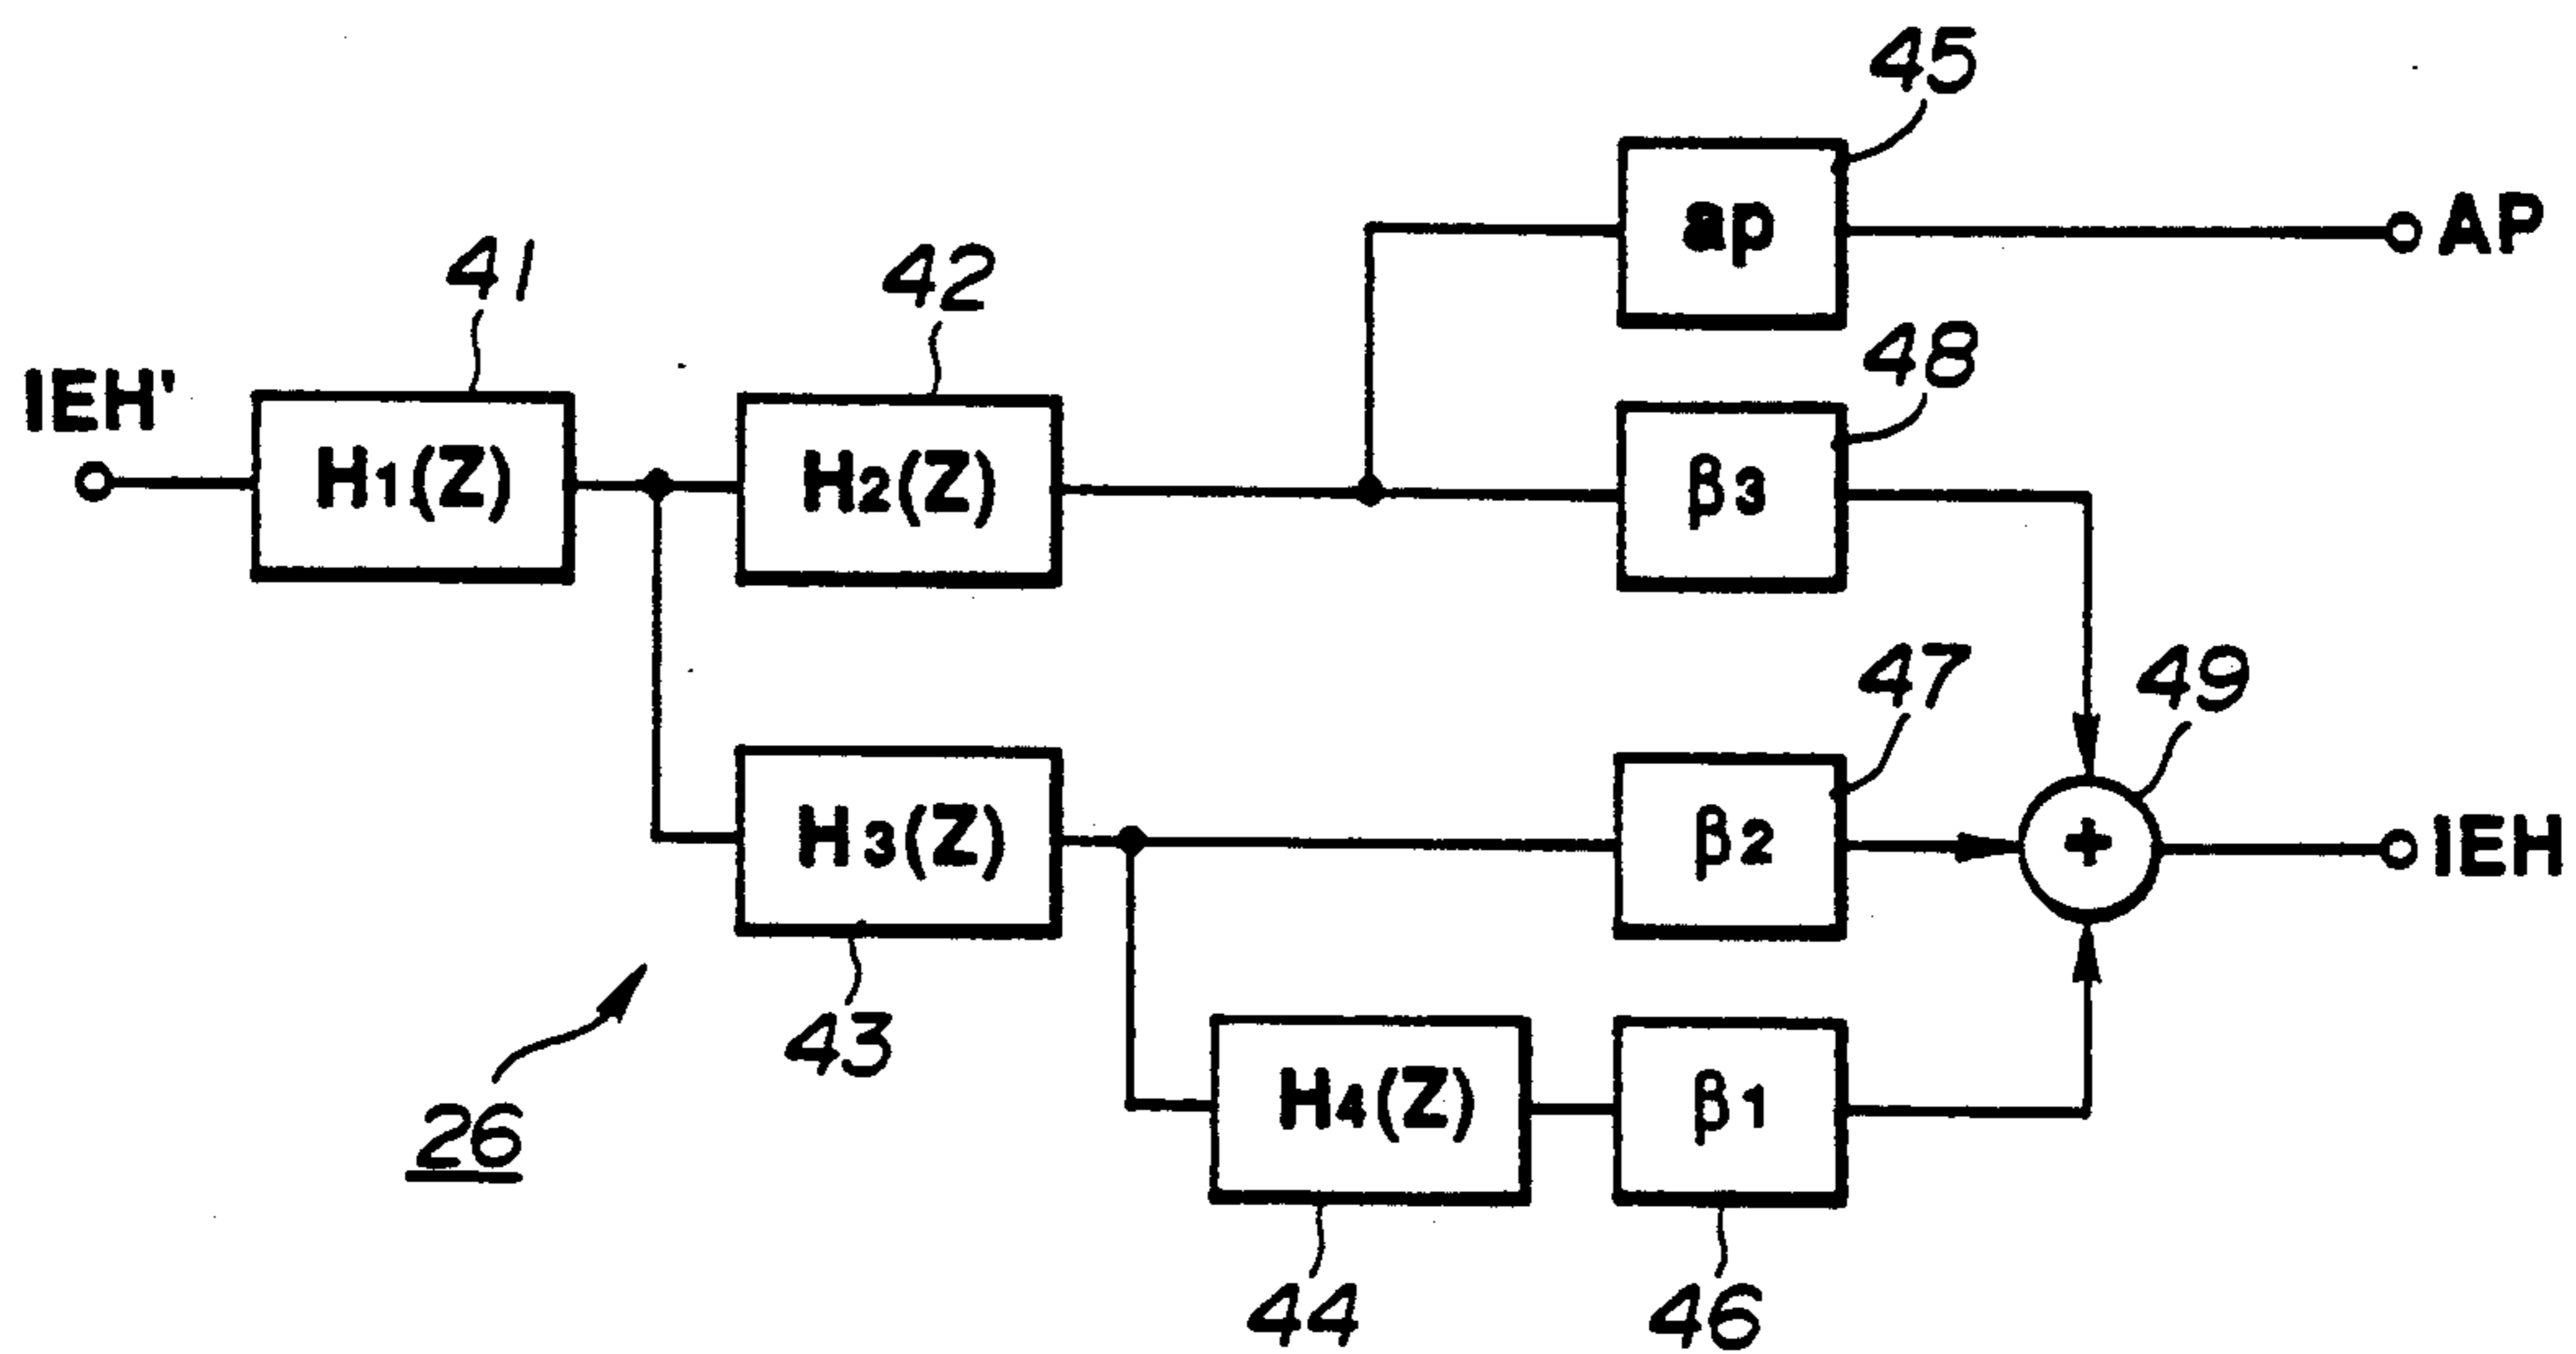 45
ap
AP
41
42
48
IEH'
H1(Z)
H2(Z)
β3
47
49
H3(Z)
β2
+
IEH
43
26
H4(Z)
β1
44
46